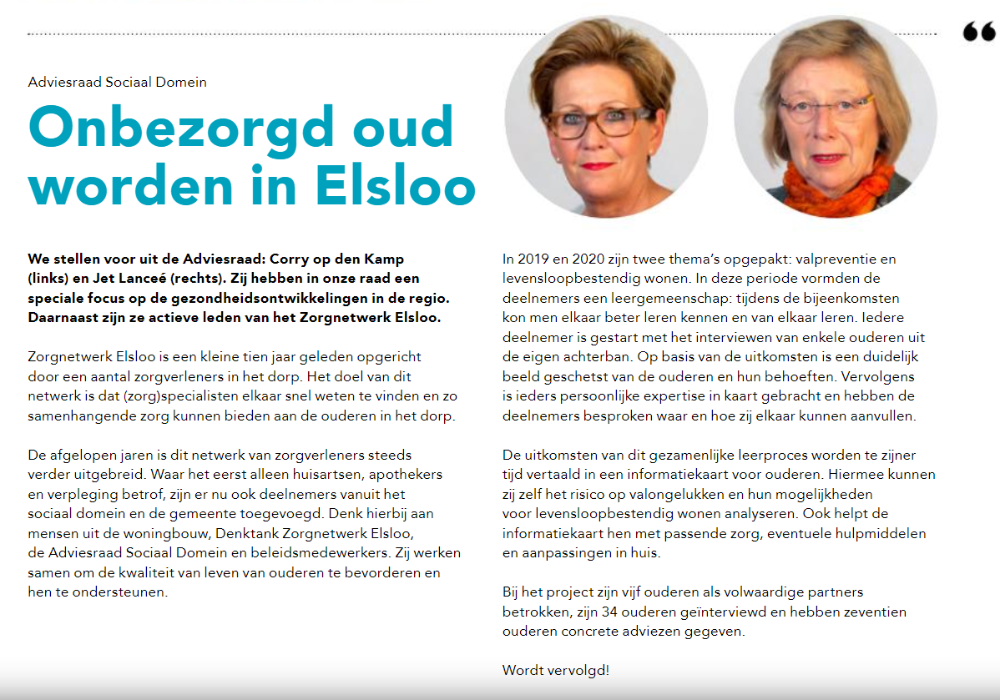 “
Adviesraad Sociaal Domein
Onbezorgd oud
worden in Elsloo
We stellen voor uit de Adviesraad: Corry op den Kamp
(links) en Jet Lanceé (rechts). Zij hebben in onze raad een
speciale focus op de gezondheidsontwikkelingen in de regio.
Daarnaast zijn ze actieve leden van het Zorgnetwerk Elsloo.
Zorgnetwerk Elsloo is een kleine tien jaar geleden opgericht
door een aantal zorgverleners in het dorp. Het doel van dit
netwerk is dat (zorg)specialisten elkaar snel weten te vinden en zo
samenhangende zorg kunnen bieden aan de ouderen in het dorp.
De afgelopen jaren is dit netwerk van zorgverleners steeds
verder uitgebreid. Waar het eerst alleen huisartsen, apothekers
en verpleging betrof, zijn er nu ook deelnemers vanuit het
sociaal domein en de gemeente toegevoegd. Denk hierbij aan
mensen uit de woningbouw, Denktank Zorgnetwerk Elsloo,
de Adviesraad Sociaal Domein en beleidsmedewerkers. Zij werken
samen om de kwaliteit van leven van ouderen te bevorderen en
hen te ondersteunen.
In 2019 en 2020 zijn twee thema’s opgepakt: valpreventie en
levensloopbestendig wonen. In deze periode vormden de
deelnemers een leergemeenschap: tijdens de bijeenkomsten
kon men elkaar beter leren kennen en van elkaar leren. Iedere
deelnemer is gestart met het interviewen van enkele ouderen uit
de eigen achterban. Op basis van de uitkomsten is een duidelijk
beeld geschetst van de ouderen en hun behoeften. Vervolgens
is ieders persoonlijke expertise in kaart gebracht en hebben de
deelnemers besproken waar en hoe zij elkaar kunnen aanvullen.
De uitkomsten van dit gezamenlijke leerproces worden te zijner
tijd vertaald in een informatiekaart voor ouderen. Hiermee kunnen
zij zelf het risico op valongelukken en hun mogelijkheden
voor levensloopbestendig wonen analyseren. Ook helpt de
informatiekaart hen met passende zorg, eventuele hulpmiddelen
en aanpassingen in huis.
Bij het project zijn vijf ouderen als volwaardige partners
betrokken, zijn 34 ouderen geïnterviewd en hebben zeventien
ouderen concrete adviezen gegeven.
Wordt vervolgd!